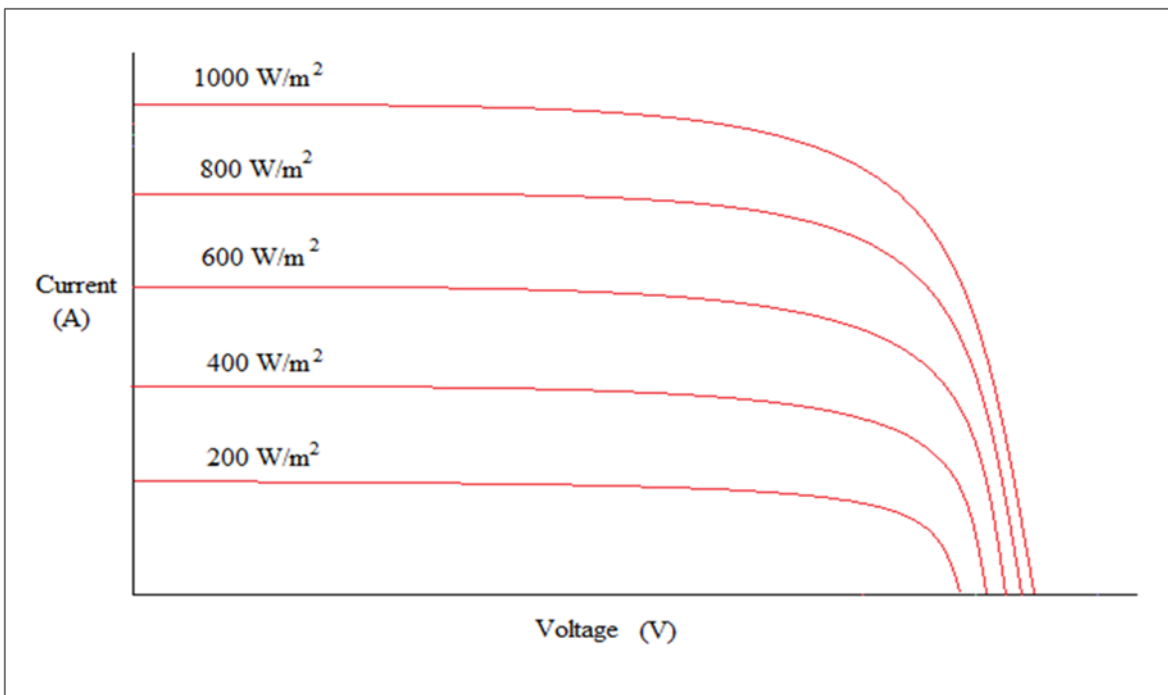 1000 W/m²
800 W/m²
600 W/m²
Current
(A)
400 W/m²
200 W/m²
Voltage (V)